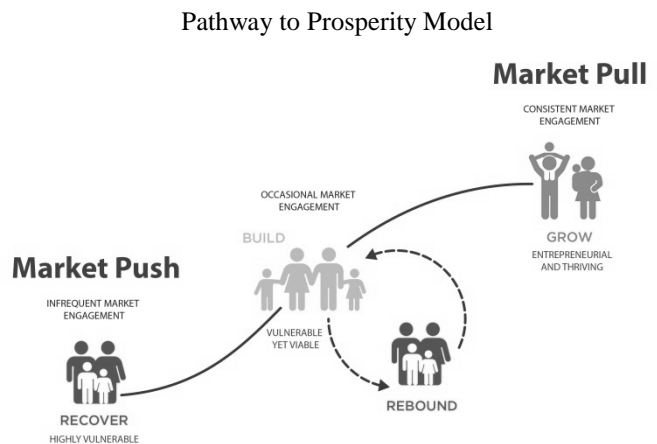 Pathway to Prosperity Model
Market Pull
CONSISTENT MARKET
ENGAGEMENT
OCCASIONAL MARKET
ENGAGEMENT
BUILD
GROW
ENTREPRENEURIAL
AND THRIVING
Market Push
INFREQUENT MARKET
ENGAGEMENT
VULNERABLE
YET VIABLE
REBOUND
RECOVER
HIGHLY VULNERABLE